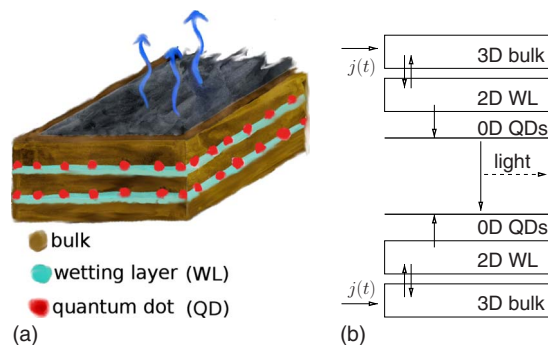 bulk
wetting layer (WL)
quantum dot (QD)
(a)
(b)
3D bulk
j(t)
2D WL
0D QDs
light
0D QDs
2D WL
j(t)
3D bulk